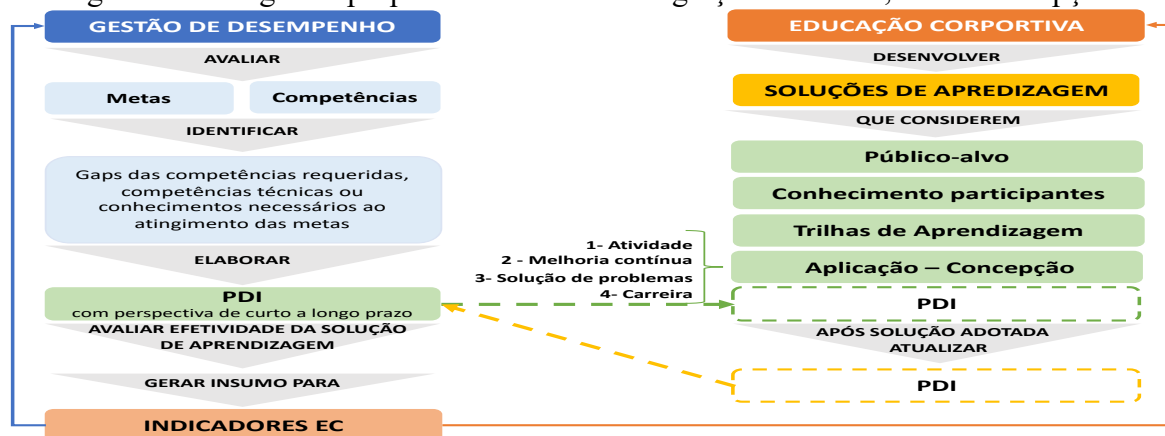 GESTÃO DE DESEMPENHO
AVALIAR
Metas
Competências
IDENTIFICAR
Gaps das competências requeridas,
competências técnicas ou
conhecimentos necessários ao
atingimento das metas
ELABORAR
PDI
com perspectiva de curto a longo prazo
AVALIAR EFETIVIDADE DA SOLUÇÃO
DE APRENDIZAGEM
GERAR INSUMO PARA
INDICADORES EC
1- Atividade
2 - Melhoria contínua
3- Solução de problemas
4- Carreira
EDUCAÇÃO CORPORTIVA
DESENVOLVER
SOLUÇÕES DE APREDIZAGEM
QUE CONSIDEREM
Público-alvo
Conhecimento participantes
Trilhas de Aprendizagem
Aplicação – Concepção
PDI
APÓS SOLUÇÃO ADOTADA
ATUALIZAR
PDI